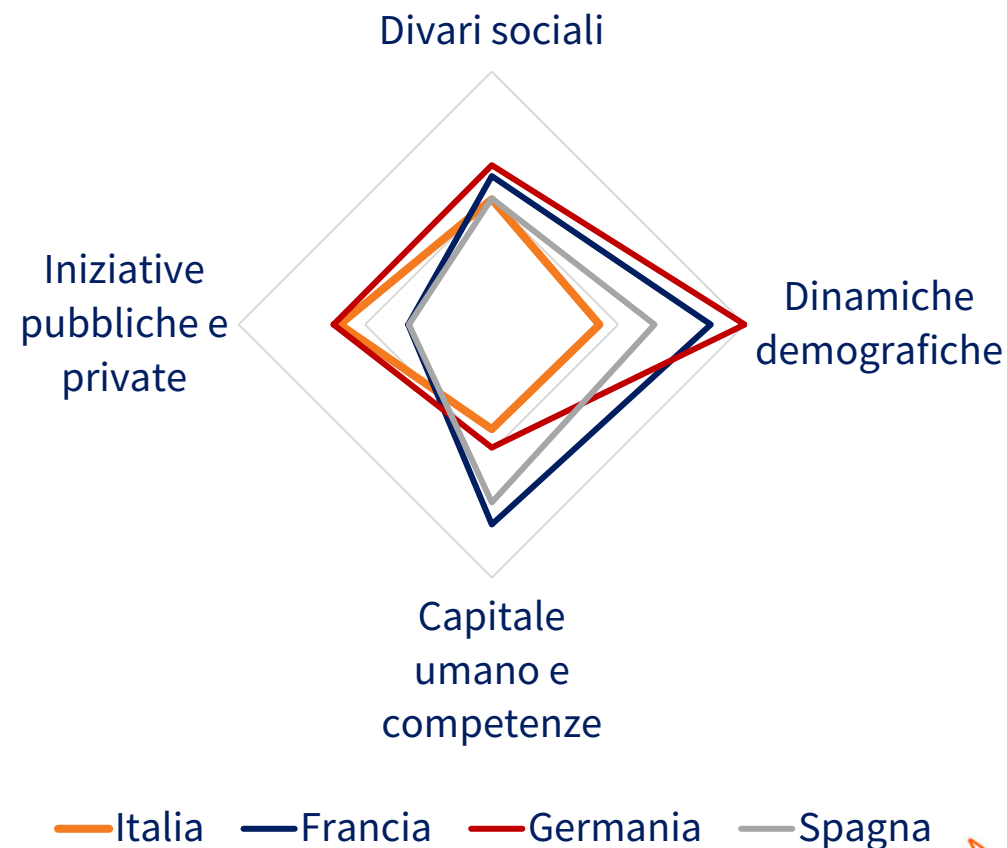 Divari sociali
Iniziative
pubbliche e
private
Dinamiche
demografiche
Capitale
umano e
competenze
Italia Francia Germania Spagna